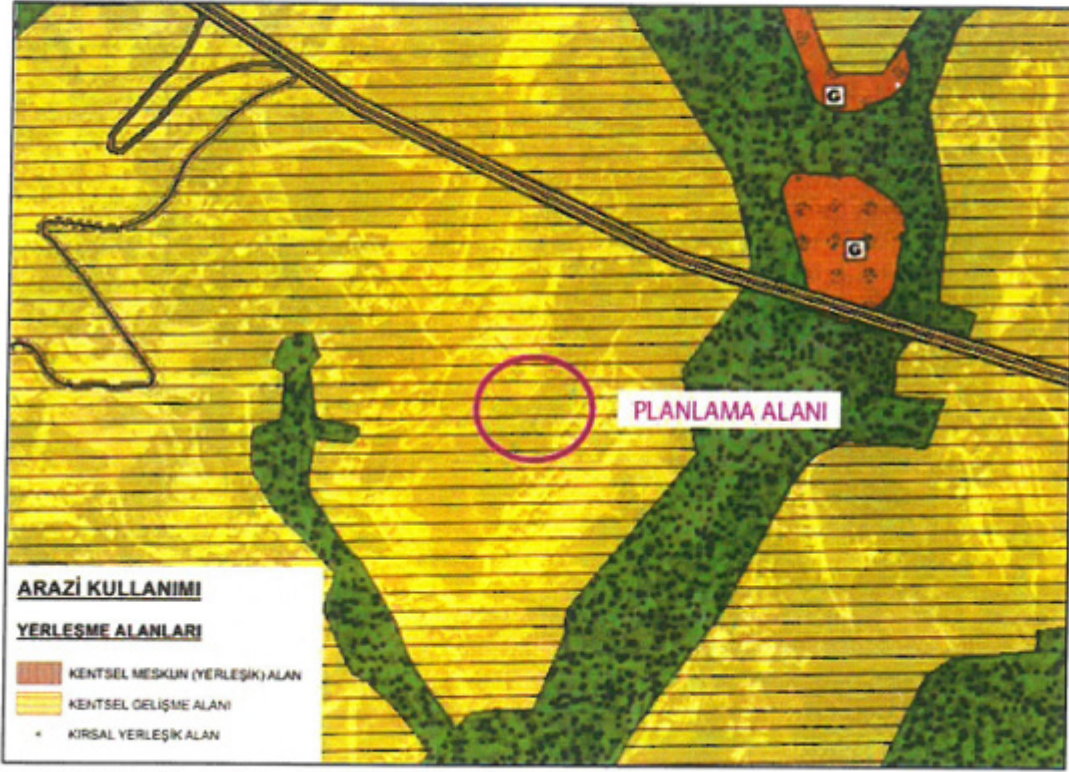 G
G
PLANLAMA ALANI
ARAZİ KULLANIMI
YERLEŞME ALANLARI
KENTSEL MESKUN (YERLEŞİK) ALAN
KENTSEL GELİŞME ALANI
KIRSAL YERLEŞİK ALAN